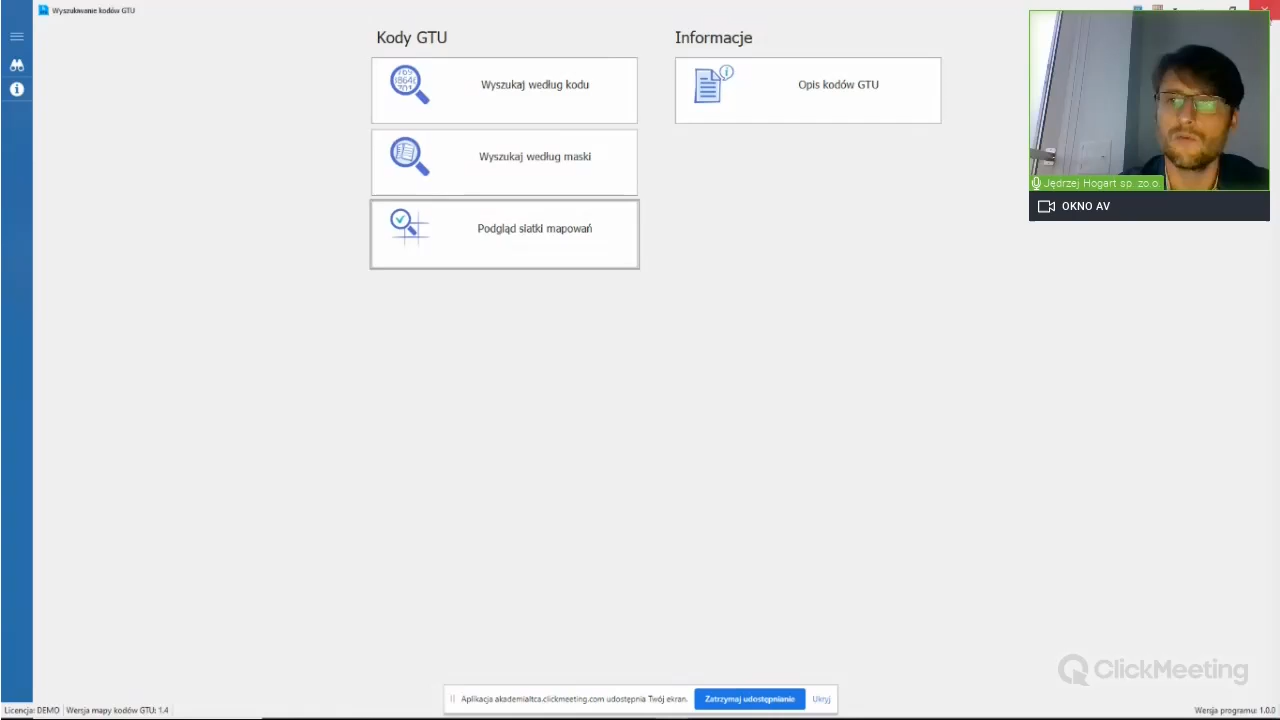 Wyszukiwanie kodów GTU
Kody GTU
Informacje
Wyszukaj według kodu
Opis kodów GTU
Wyszukaj według maski
Podgląd siatki mapowań
Jędrzej Hogart sp. zo.o.
OKNO AV
ClickMeeting
Aplikacja akademialtca.clickmeeting.com udostępnia Twój ekran.
Zatrzymaj udostępnianie
Ukryj
Licencja: DEMO
Wersja mapy kodów GTU: 1.4
Wersja programu: 1.0.0